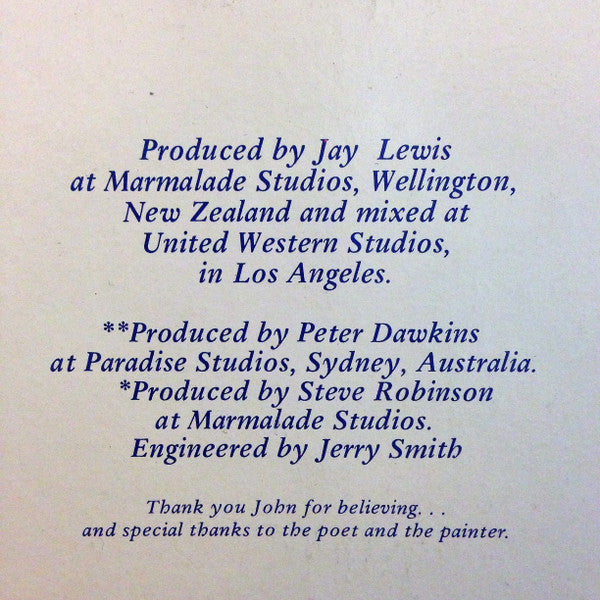 Produced by Jay Lewis
at Marmalade Studios, Wellington,
New Zealand and mixed at
United Western Studios,
in Los Angeles.
**Produced by Peter Dawkins
at Paradise Studios, Sydney, Australia.
*Produced by Steve Robinson
at Marmalade Studios.
Engineered by Jerry Smith
Thank you John for believing. . .
and special thanks to the poet and the painter.